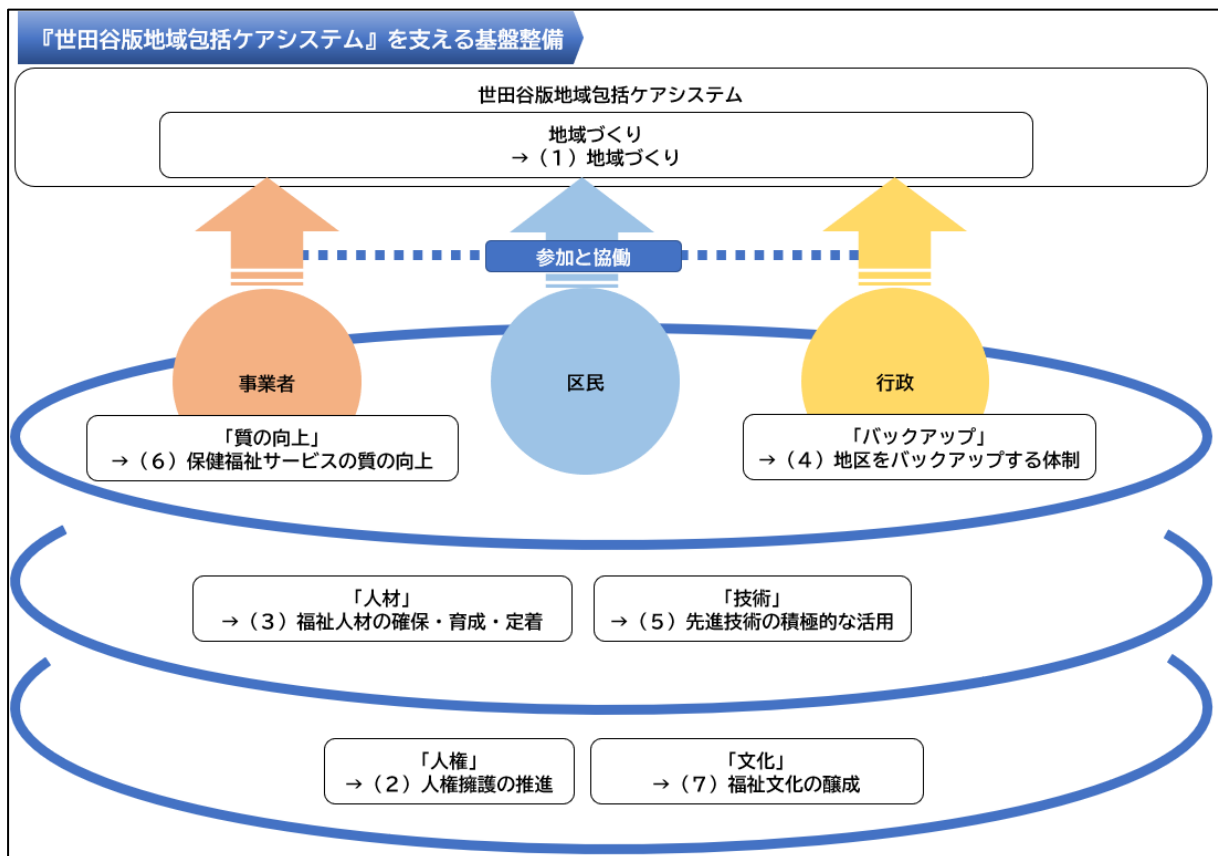 『世田谷版地域包括ケアシステム』を支える基盤整備
世田谷版地域包括ケアシステム
地域づくり
→(1)地域づくり
参加と協働
事業者
区民
行政
「質の向上」
→(6)保健福祉サービスの質の向上
「バックアップ」
→(4)地区をバックアップする体制
「人材」
→(3)福祉人材の確保・育成・定着
「技術」
→(5)先進技術の積極的な活用
「人権」
→(2)人権擁護の推進
「文化」
→(7)福祉文化の醸成